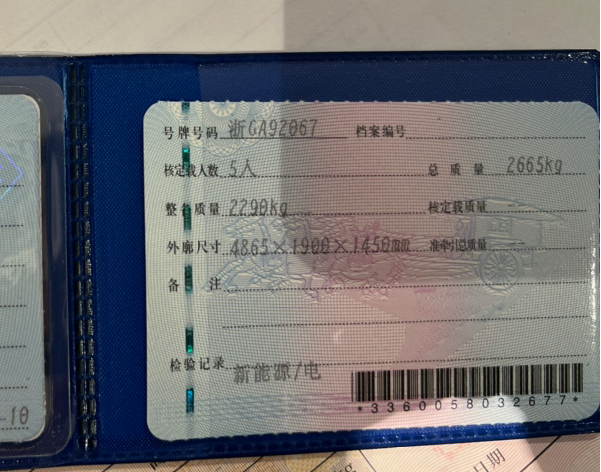 号牌号码 浙GA92067 档案编号
核定载人数 5人 总质量 2665kg
整备质量 2290kg 核定载质量
外廓尺寸 4865×1900×1450mm 准牵引总质量 --
备注
检验记录 新能源/电
*3360058032677*
-10
日期